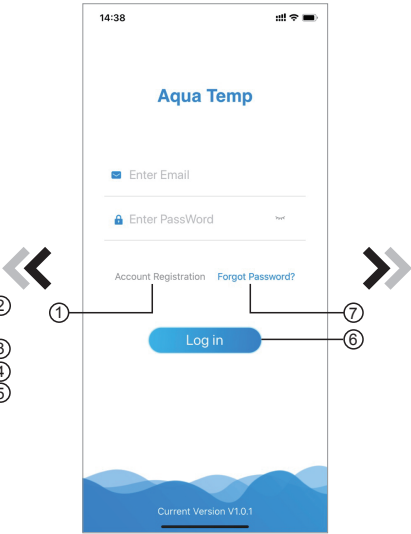 14:38
Aqua Temp
Enter Email
Enter PassWord
Account Registration Forgot Password?
② ① ⑦
Log in ⑥
③
④
⑤
Current Version V1.0.1